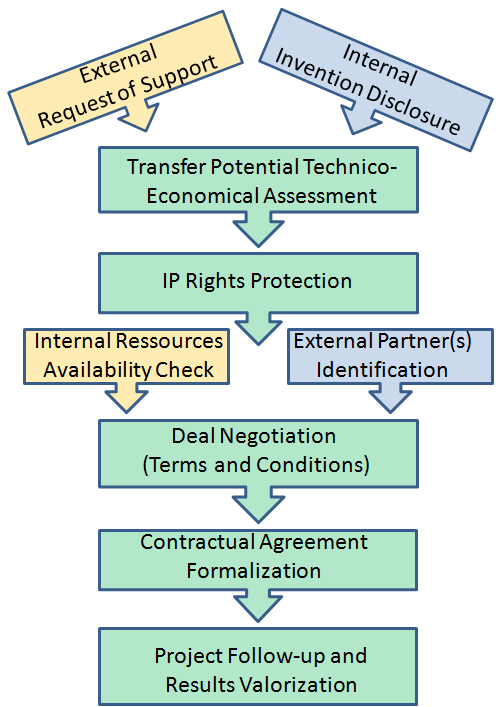 External
Request of Support
Internal
Invention Disclosure
Transfer Potential Technico-
Economical Assessment
IP Rights Protection
Internal Ressources
Availability Check
External Partner(s)
Identification
Deal Negotiation
(Terms and Conditions)
Contractual Agreement
Formalization
Project Follow-up and
Results Valorization